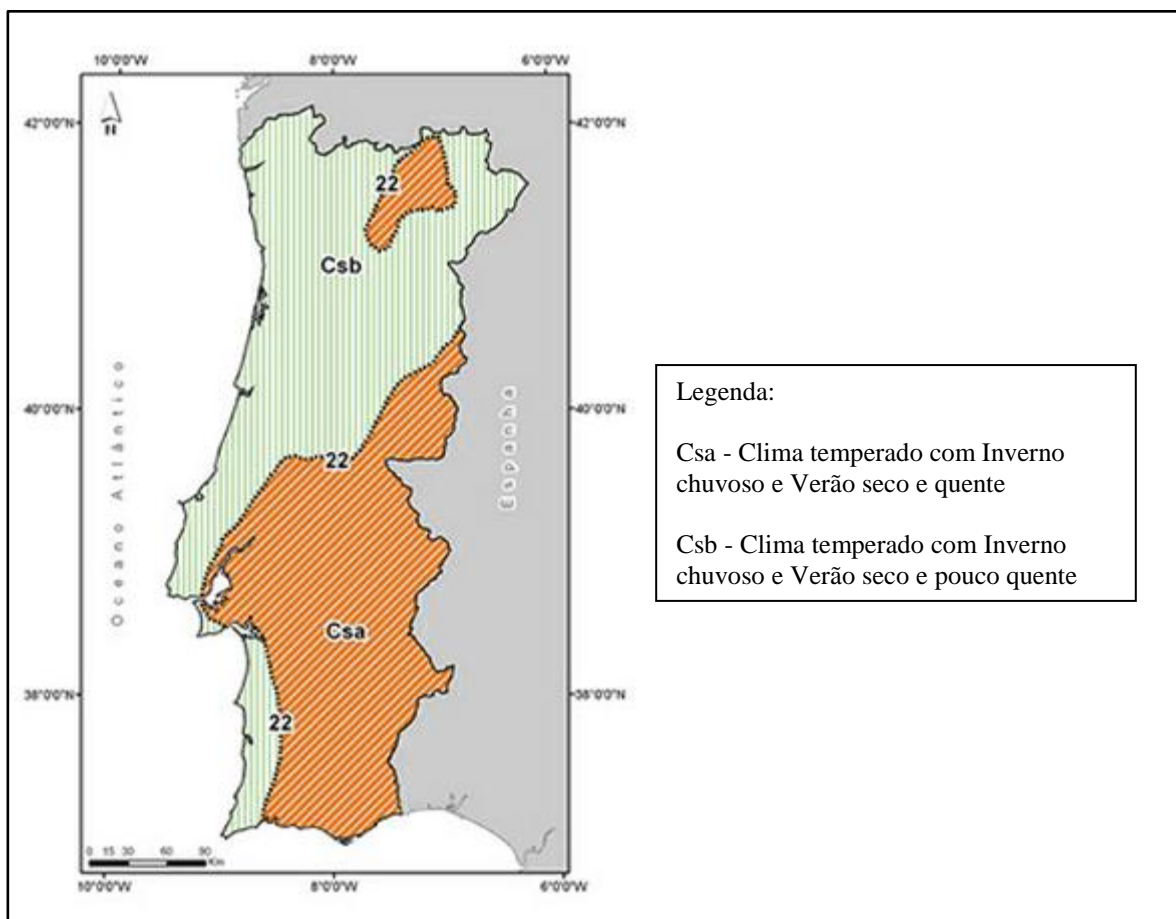 10°0'0"W 8°0'0"W 6°0'0"W
N
42°0'0"N 42°0'0"N
22
Csb
40°0'0"N 40°0'0"N
Oceano Atlântico
Espanha
22
Csa
38°0'0"N 38°0'0"N
22
0 15 30 60 90
Km
10°0'0"W 8°0'0"W 6°0'0"W
Legenda:
Csa - Clima temperado com Inverno
chuvoso e Verão seco e quente
Csb - Clima temperado com Inverno
chuvoso e Verão seco e pouco quente